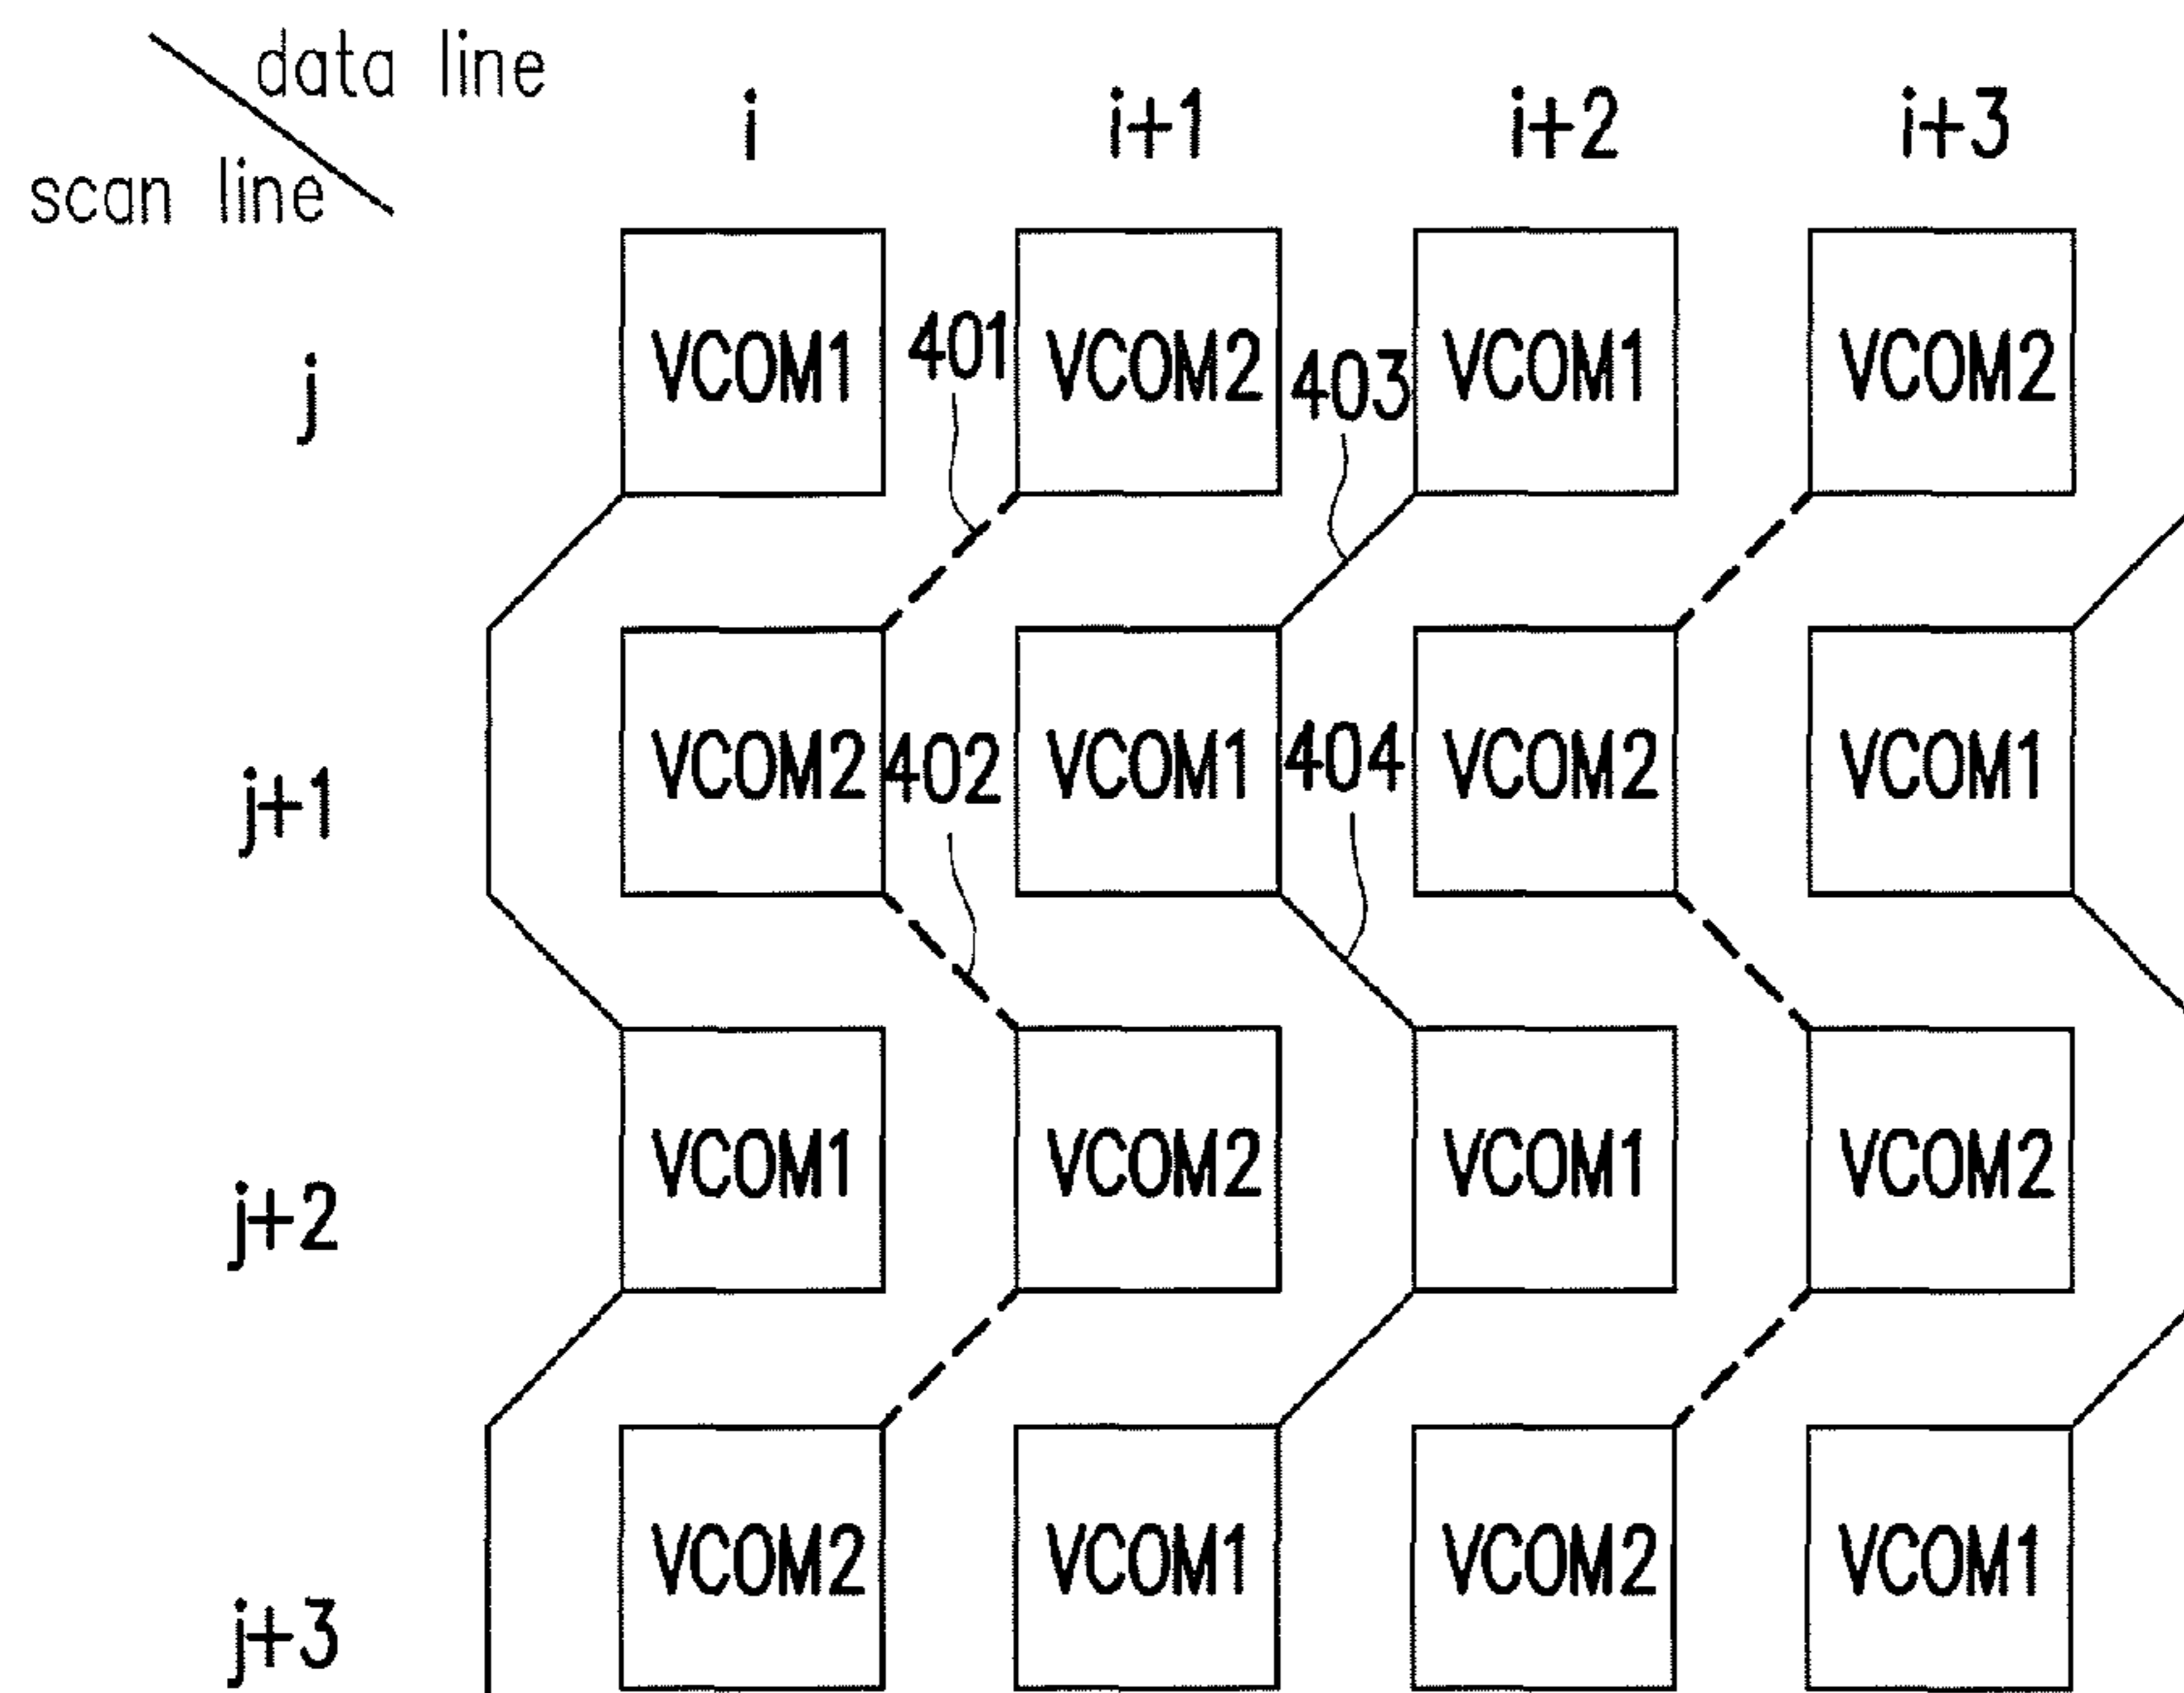 data line
scan line
i i+1 i+2 i+3
j VCOM1 401 VCOM2 403 VCOM1 VCOM2
j+1 VCOM2 402 VCOM1 404 VCOM2 VCOM1
j+2 VCOM1 VCOM2 VCOM1 VCOM2
j+3 VCOM2 VCOM1 VCOM2 VCOM1